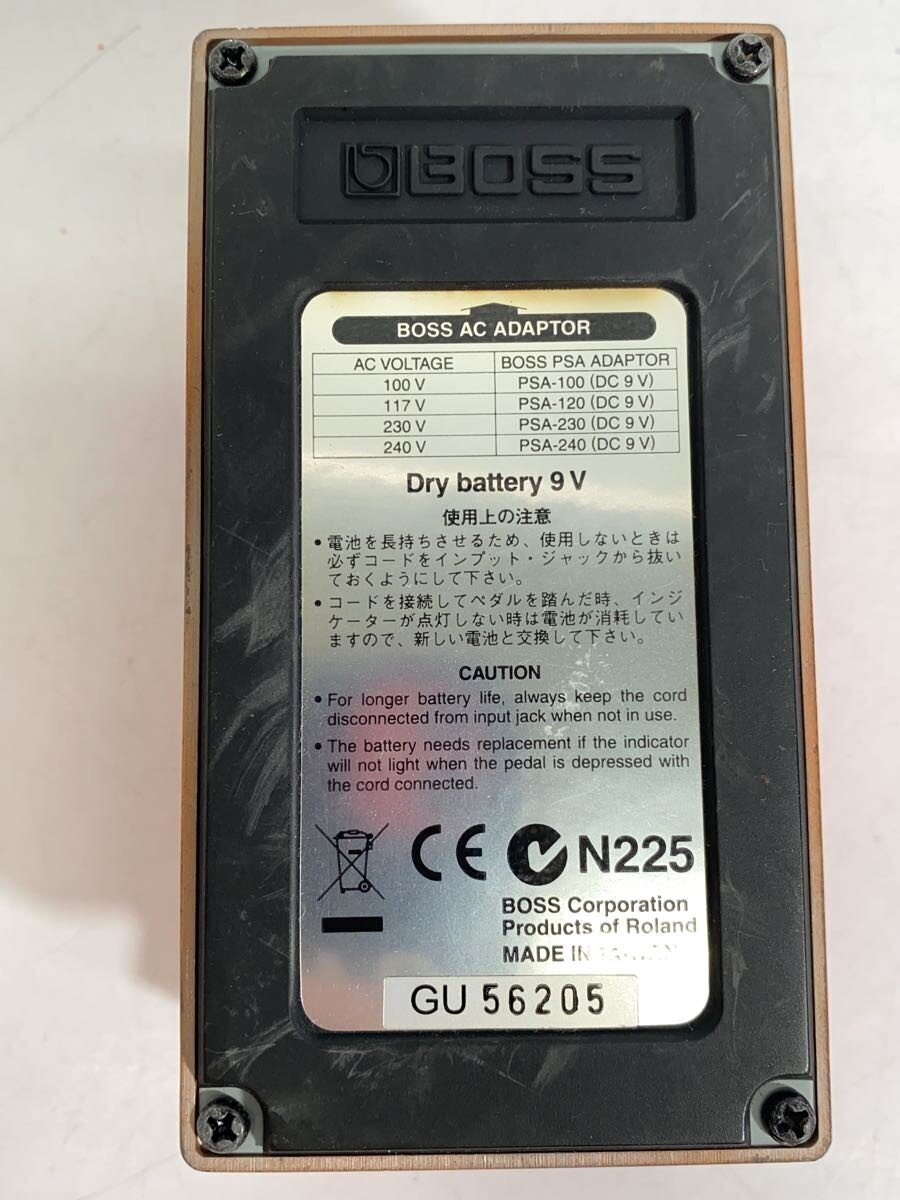 BOSS
BOSS AC ADAPTOR
AC VOLTAGE BOSS PSA ADAPTOR
100 V PSA-100 (DC 9 V)
117 V PSA-120 (DC 9 V)
230 V PSA-230 (DC 9 V)
240 V PSA-240 (DC 9 V)
Dry battery 9 V
使用上の注意
• 電池を長持ちさせるため、使用しないときは
必ずコードをインプット・ジャックから抜い
ておくようにして下さい。
• コードを接続してペダルを踏んだ時、インジ
ケーターが点灯しない時は電池が消耗してい
ますので、新しい電池と交換して下さい。
CAUTION
• For longer battery life, always keep the cord
disconnected from input jack when not in use.
• The battery needs replacement if the indicator
will not light when the pedal is depressed with
the cord connected.
CE N225
BOSS Corporation
Products of Roland
MADE IN TAIWAN
GU 56205